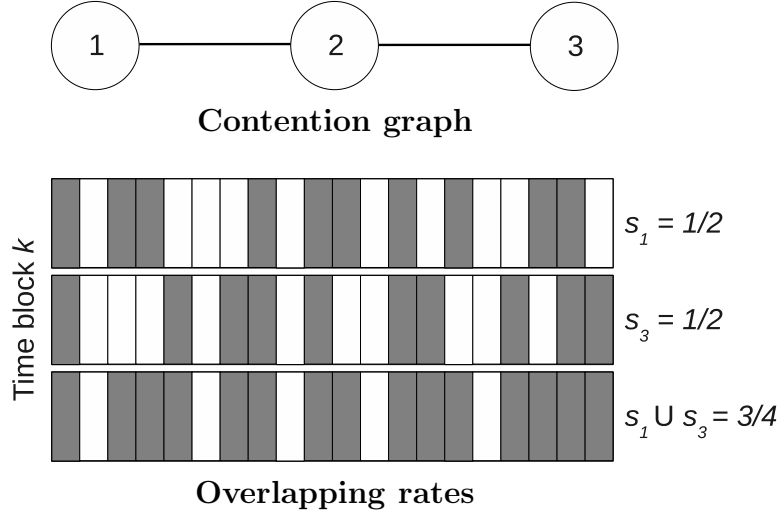 1 2 3
Contention graph
Time block k
s1 = 1/2
s3 = 1/2
s1 U s3 = 3/4
Overlapping rates